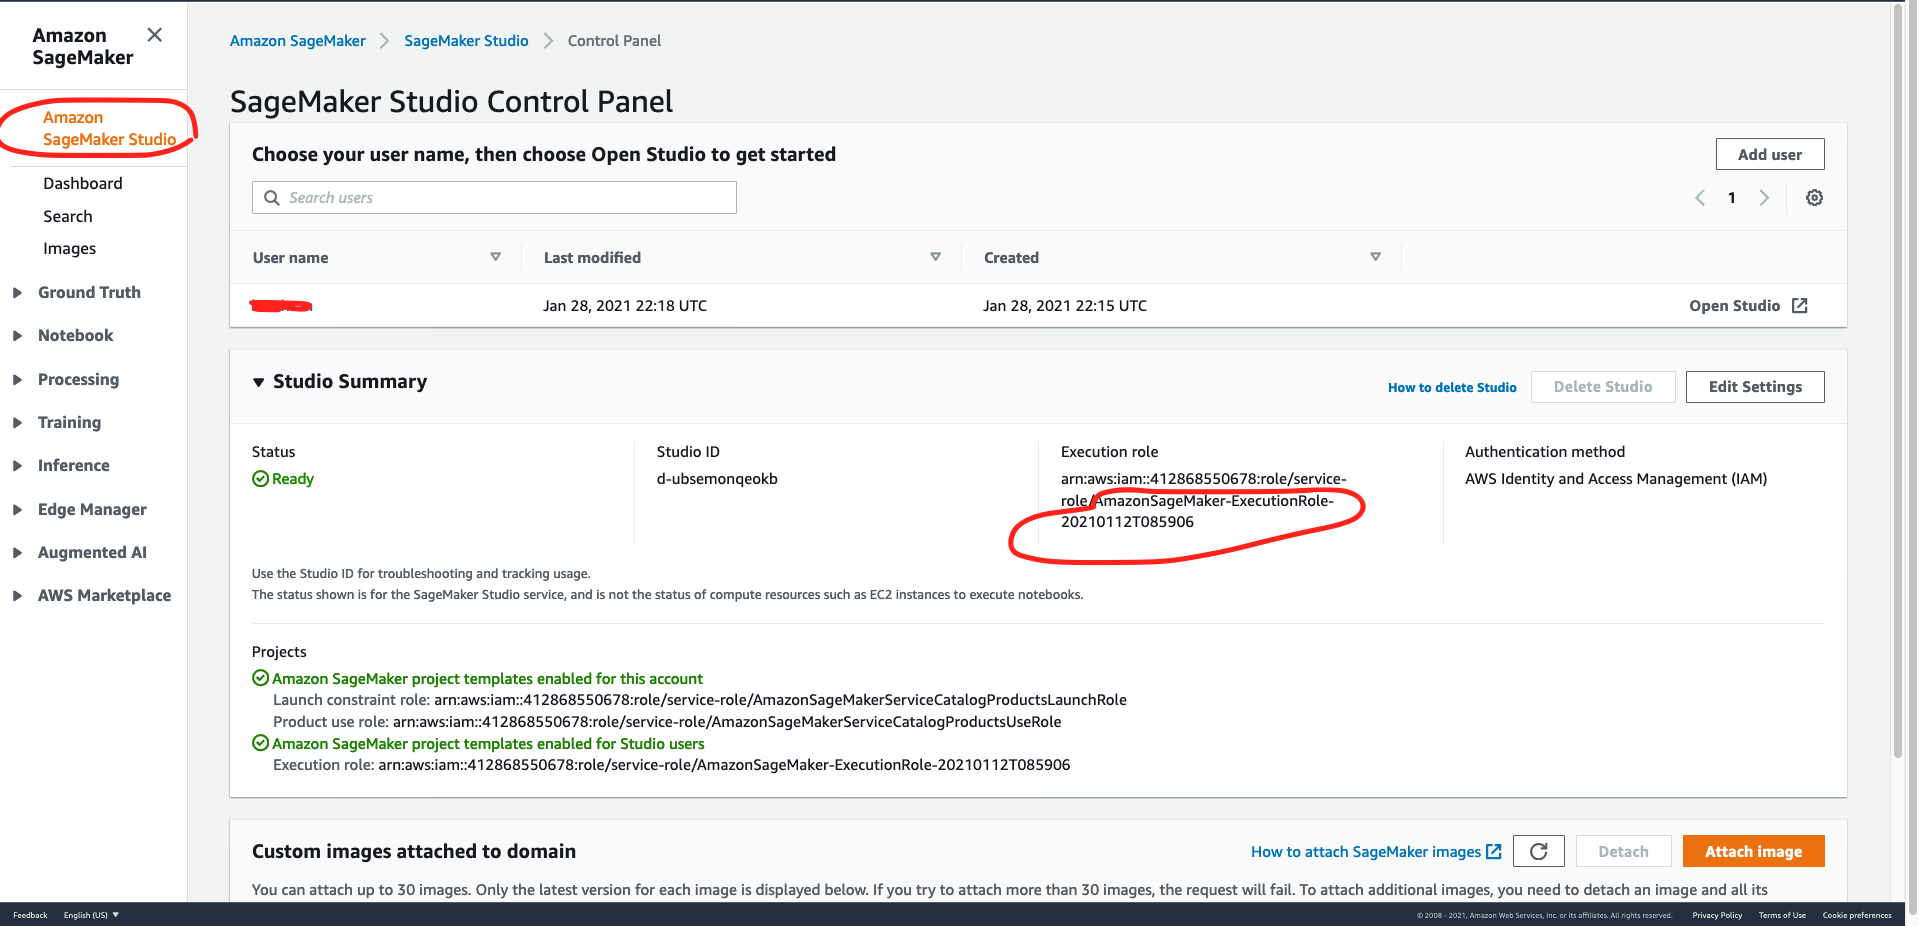 Amazon
SageMaker
Amazon
SageMaker Studio
Dashboard
Search
Images
Ground Truth
Notebook
Processing
Training
Inference
Edge Manager
Augmented AI
AWS Marketplace
Amazon SageMaker
SageMaker Studio
Control Panel
SageMaker Studio Control Panel
Choose your user name, then choose Open Studio to get started
Add user
Search users
1
User name
Last modified
Created
Jan 28, 2021 22:18 UTC
Jan 28, 2021 22:15 UTC
Open Studio
Studio Summary
How to delete Studio
Delete Studio
Edit Settings
Status
Ready
Studio ID
d-ubsemonqeokb
Execution role
arn:aws:iam::412868550678:role/service-
role/AmazonSageMaker-ExecutionRole-
20210112T085906
Authentication method
AWS Identity and Access Management (IAM)
Use the Studio ID for troubleshooting and tracking usage.
The status shown is for the SageMaker Studio service, and is not the status of compute resources such as EC2 instances to execute notebooks.
Projects
Amazon SageMaker project templates enabled for this account
Launch constraint role: arn:aws:iam::412868550678:role/service-role/AmazonSageMakerServiceCatalogProductsLaunchRole
Product use role: arn:aws:iam::412868550678:role/service-role/AmazonSageMakerServiceCatalogProductsUseRole
Amazon SageMaker project templates enabled for Studio users
Execution role: arn:aws:iam::412868550678:role/service-role/AmazonSageMaker-ExecutionRole-20210112T085906
Custom images attached to domain
How to attach SageMaker images
Detach
Attach image
You can attach up to 30 images. Only the latest version for each image is displayed below. If you try to attach more than 30 images, the request will fail. To attach additional images, you need to detach an image and all its
Feedback
English (US)
© 2008 - 2021, Amazon Web Services, Inc. or its affiliates. All rights reserved.
Privacy Policy
Terms of Use
Cookie preferences